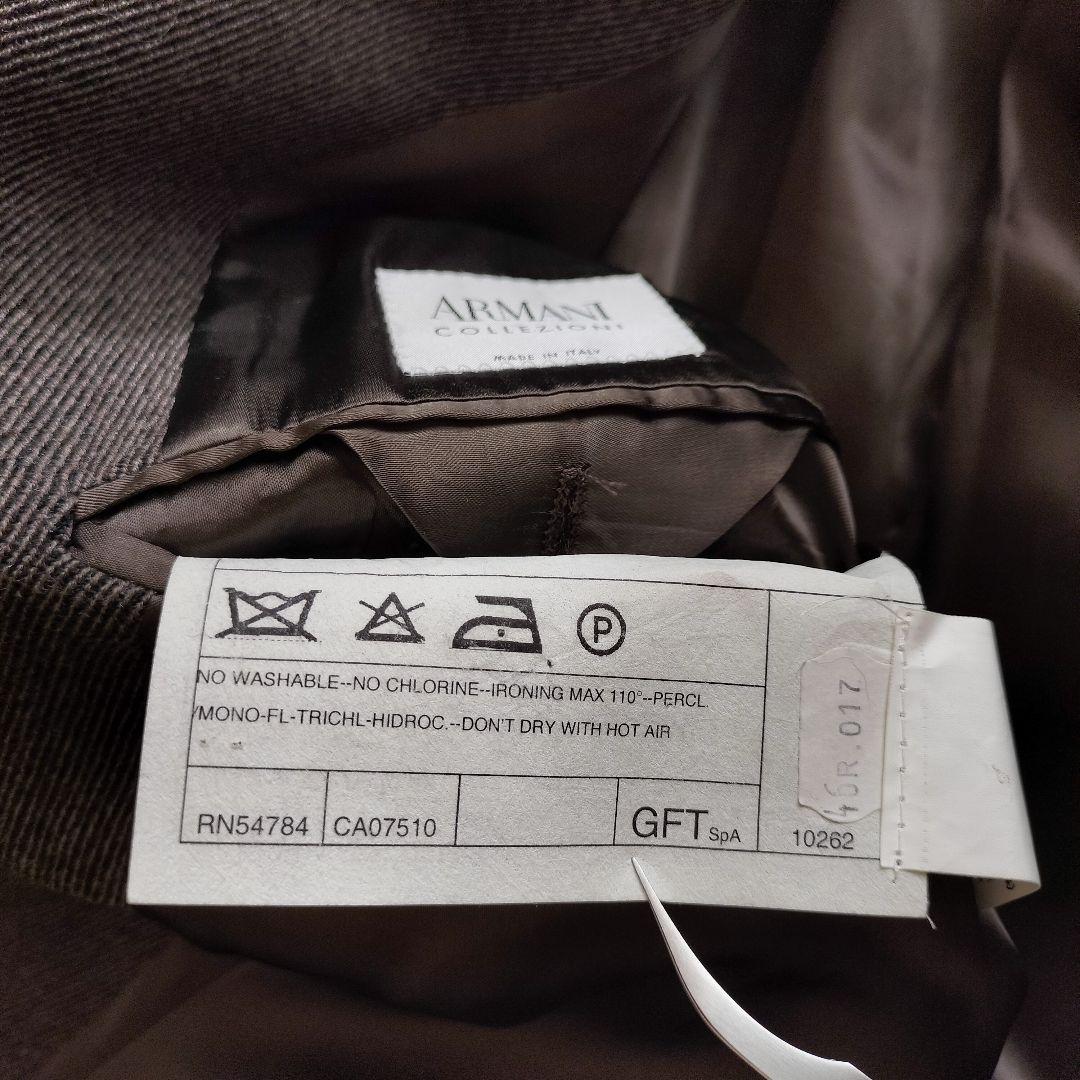 ARMANI
COLLEZIONI
MADE IN ITALY
P
NO WASHABLE--NO CHLORINE--IRONING MAX 110°--PERCL.
/MONO-FL-TRICHL-HIDROC.--DON'T DRY WITH HOT AIR
RN54784
CA07510
GFT SpA
10262
46R.017